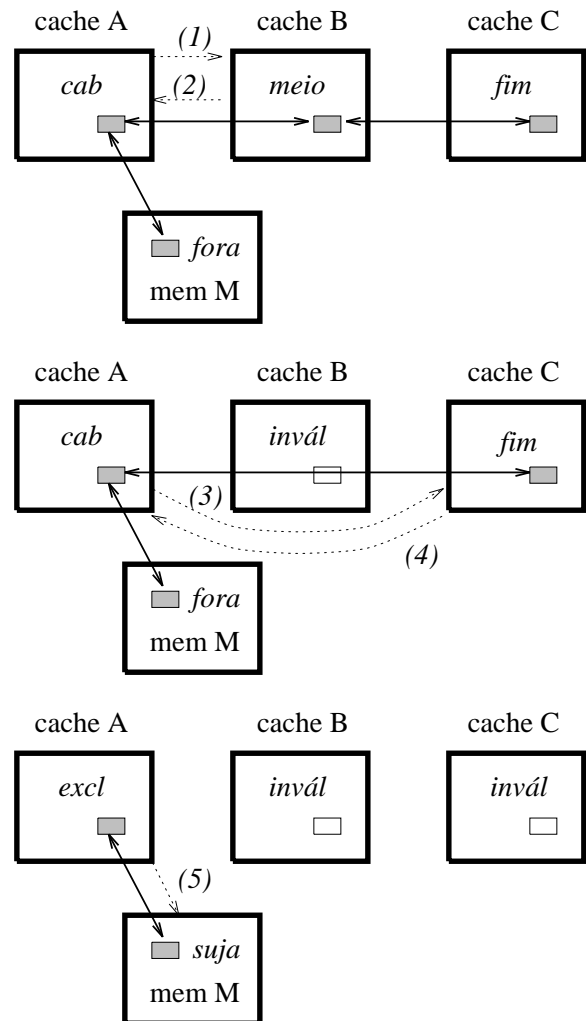 cache A cache B cache C
(1)
cab (2) meio fim
fora
mem M
cache A cache B cache C
cab invál fim
(3)
(4)
fora
mem M
cache A cache B cache C
excl invál invál
(5)
suja
mem M